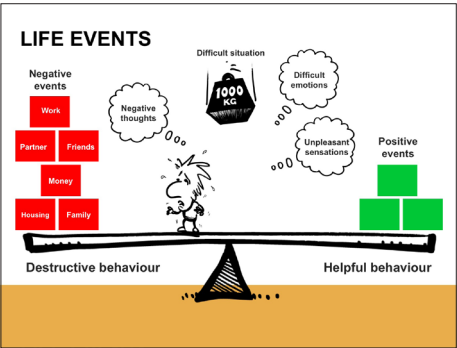 LIFE EVENTS
Difficult situation
Negative
events
1000
KG
Difficult
emotions
Work
Negative
thoughts
Partner
Friends
Unpleasant
sensations
Positive
events
Money
Housing
Family
Destructive behaviour
Helpful behaviour